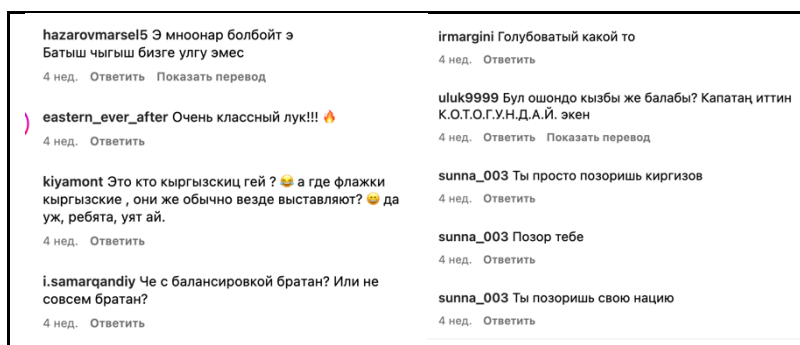 hazarovmarsel5 Э мноонар болбойт э
Батыш чыгыш бизге улгу эмес
4 нед. Ответить Показать перевод
eastern_ever_after Очень классный лук!!! 🔥
4 нед. Ответить
kiyamont Это кто кыргызскиц гей ? 😂 а где флажки
кыргызские , они же обычно везде выставляют? 😄 да
уж, ребята, уят ай.
4 нед. Ответить
i.samarqandiy Че с балансировкой братан? Или не
совсем братан?
4 нед. Ответить
irmargini Голубоватый какой то
4 нед. Ответить
uluk9999 Бул ошондо кызбы же балабы? Капатаң иттин
К.О.Т.О.Г.У.Н.Д.А.Й. экен
4 нед. Ответить Показать перевод
sunna_003 Ты просто позоришь киргизов
4 нед. Ответить
sunna_003 Позор тебе
4 нед. Ответить
sunna_003 Ты позоришь свою нацию
4 нед. Ответить